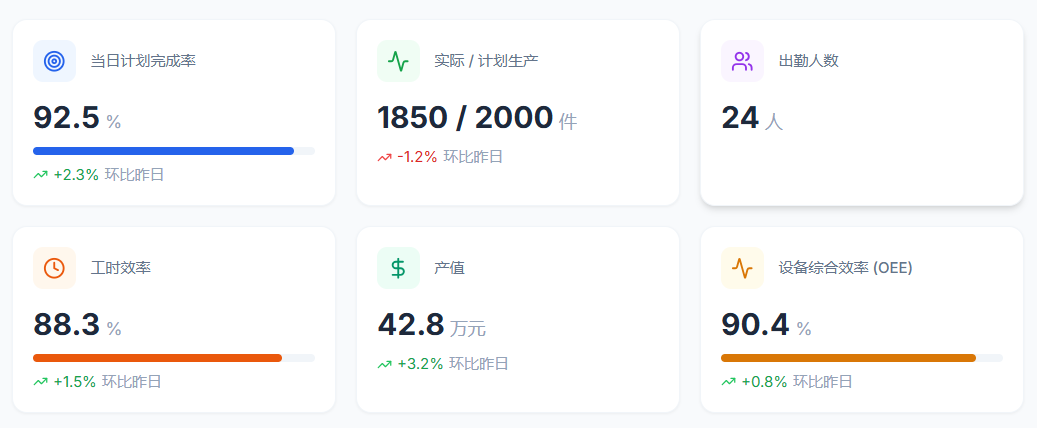 当日计划完成率
92.5 %
+2.3% 环比昨日
实际 / 计划生产
1850 / 2000 件
-1.2% 环比昨日
出勤人数
24 人
工时效率
88.3 %
+1.5% 环比昨日
产值
42.8 万元
+3.2% 环比昨日
设备综合效率 (OEE)
90.4 %
+0.8% 环比昨日